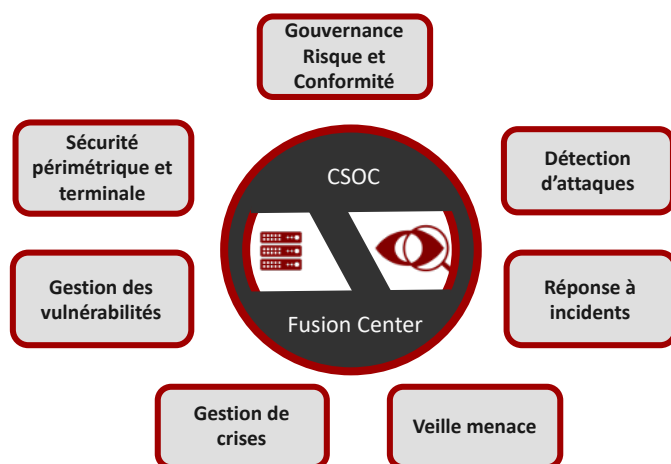 Gouvernance
Risque et
Conformité
Sécurité
périmétrique et
terminale
CSOC
Détection
d’attaques
Gestion des
vulnérabilités
Réponse à
incidents
Fusion Center
Gestion de
crises
Veille menace